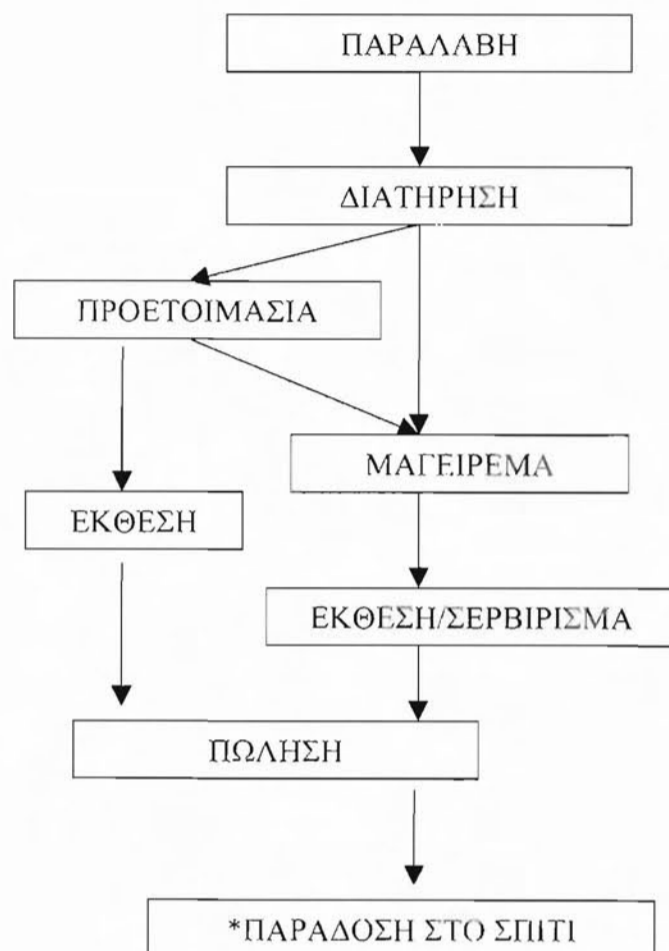 ΠΑΡΑΛΑΒΗ
ΔΙΑΤΗΡΗΣΗ
ΠΡΟΕΤΟΙΜΑΣΙΑ
ΜΑΓΕΙΡΕΜΑ
ΕΚΘΕΣΗ
ΕΚΘΕΣΗ/ΣΕΡΒΙΡΙΣΜΑ
ΠΩΛΗΣΗ
*ΠΑΡΑΔΟΣΗ ΣΤΟ ΣΠΙΤΙ